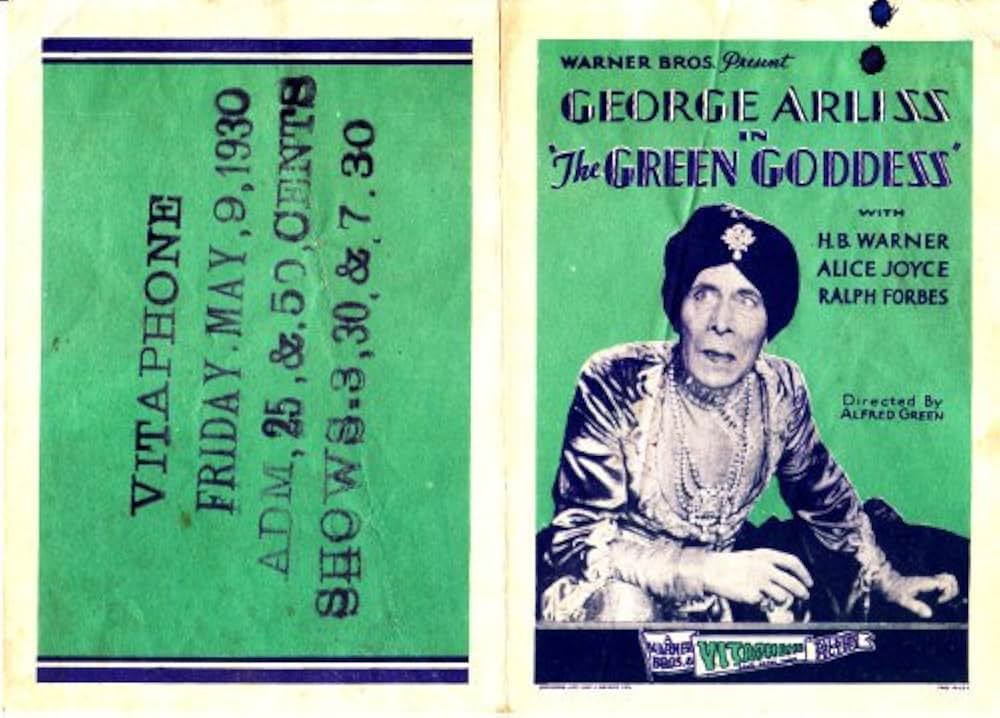 VITAPHONE
FRIDAY.MAY,9,1930
ADM,25,&.50,CENTS
SHOWS-3,30,&,7.30
WARNER BROS. Present
GEORGE ARLISS
IN
"The GREEN GODDESS"
WITH
H.B. WARNER
ALICE JOYCE
RALPH FORBES
Directed By
ALFRED GREEN
WARNER
BROS. &
VITAPHONE